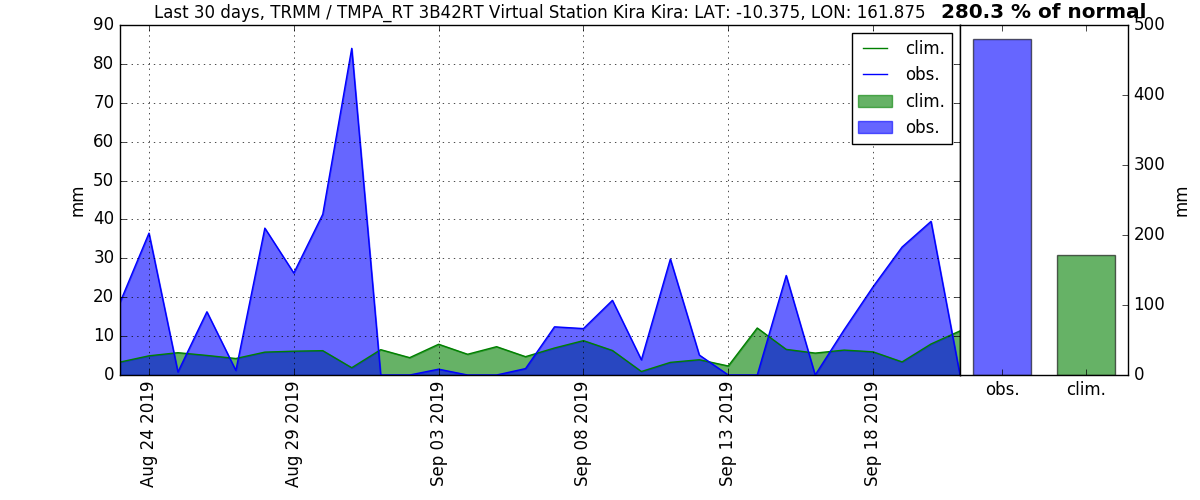 Last 30 days, TRMM / TMPA_RT 3B42RT Virtual Station Kira Kira: LAT: -10.375, LON: 161.875 280.3 % of normal
90
80
70
60
50
40
30
20
10
0
mm
clim.
obs.
clim.
obs.
500
400
300
200
100
0
mm
Aug 24 2019
Aug 29 2019
Sep 03 2019
Sep 08 2019
Sep 13 2019
Sep 18 2019
obs. clim.